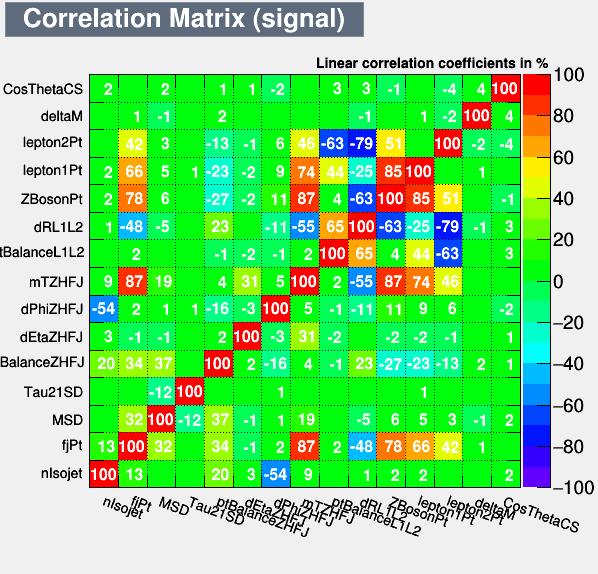 Correlation Matrix (signal)
Linear correlation coefficients in %
CosThetaCS 2 2 1 1 -2 3 3 -1 -4 4 100
deltaM 1 -1 2 -1 1 -2 100 4
lepton2Pt 42 3 -13 -1 6 46 -63 -79 51 100 -2 -4
lepton1Pt 2 66 5 1 -23 -2 9 74 44 -25 85 100 1
ZBosonPt 2 78 6 -27 -2 11 87 4 -63 100 85 51 -1
dRL1L2 1 -48 -5 23 -11 -55 65 100 -63 -25 -79 -1 3
tBalanceL1L2 2 -1 -2 -1 2 100 65 4 44 -63 3
mTZHFJ 9 87 19 4 31 5 100 2 -55 87 74 46
dPhiZHFJ -54 2 1 1 -16 -3 100 5 -1 -11 11 9 6 -2
dEtaZHFJ 3 -1 -1 2 100 -3 31 -2 -2 -2 -1 1
BalanceZHFJ 20 34 37 100 2 -16 4 -1 23 -27 -23 -13 2 1
Tau21SD -12 100 1 1
MSD 32 100 -12 37 -1 1 19 -5 6 5 3 -1 2
fjPt 13 100 32 34 -1 2 87 2 -48 78 66 42 1
nIsojet 100 13 20 3 -54 9 1 2 2 2
nIsojet
fjPt
MSD
Tau21SD
ptBalanceZHFJ
dEtaZHFJ
dPhiZHFJ
mTZHFJ
ptBalanceL1L2
dRL1L2
ZBosonPt
lepton1Pt
lepton2Pt
deltaM
CosThetaCS
100
80
60
40
20
0
−20
−40
−60
−80
−100